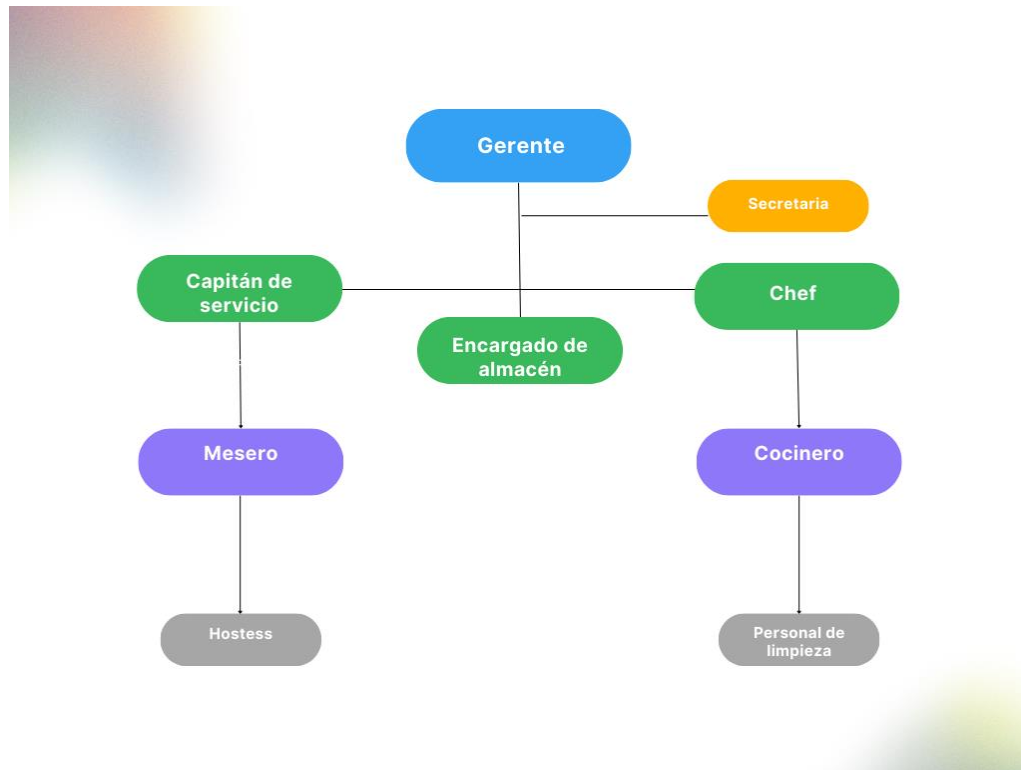 Gerente
Secretaria
Capitán de
servicio
Chef
Encargado de
almacén
Mesero
Cocinero
Hostess
Personal de
limpieza